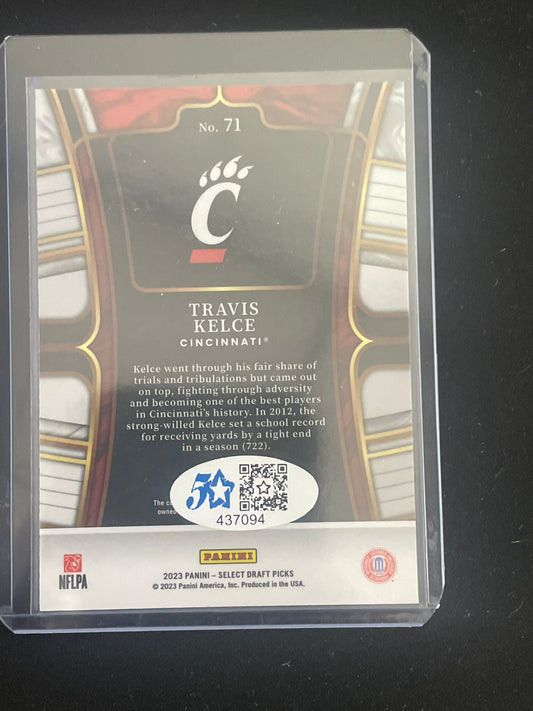 No. 71
C
TRAVIS
KELCE
CINCINNATI®
Kelce went through his fair share of
trials and tribulations but came out
on top, fighting through adversity
and becoming one of the best players
in Cincinnati's history. In 2012, the
strong-willed Kelce set a school record
for receiving yards by a tight end
in a season (722).
5
437094
The
owned
PANINI
NFLPA
2023 PANINI – SELECT DRAFT PICKS
© 2023 Panini America, Inc. Produced in the USA.